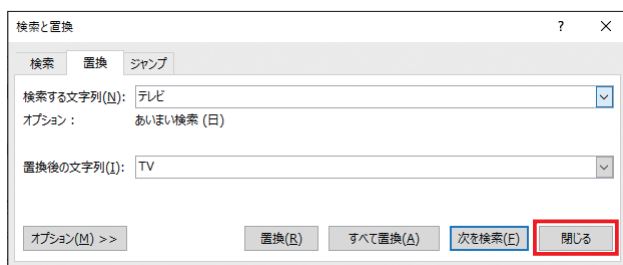 検索と置換 ? ×
検索 置換 ジャンプ
検索する文字列(N): テレビ
オプション： あいまい検索 (日)
置換後の文字列(I): TV
オプション(M) >> 置換(R) すべて置換(A) 次を検索(F) 閉じる